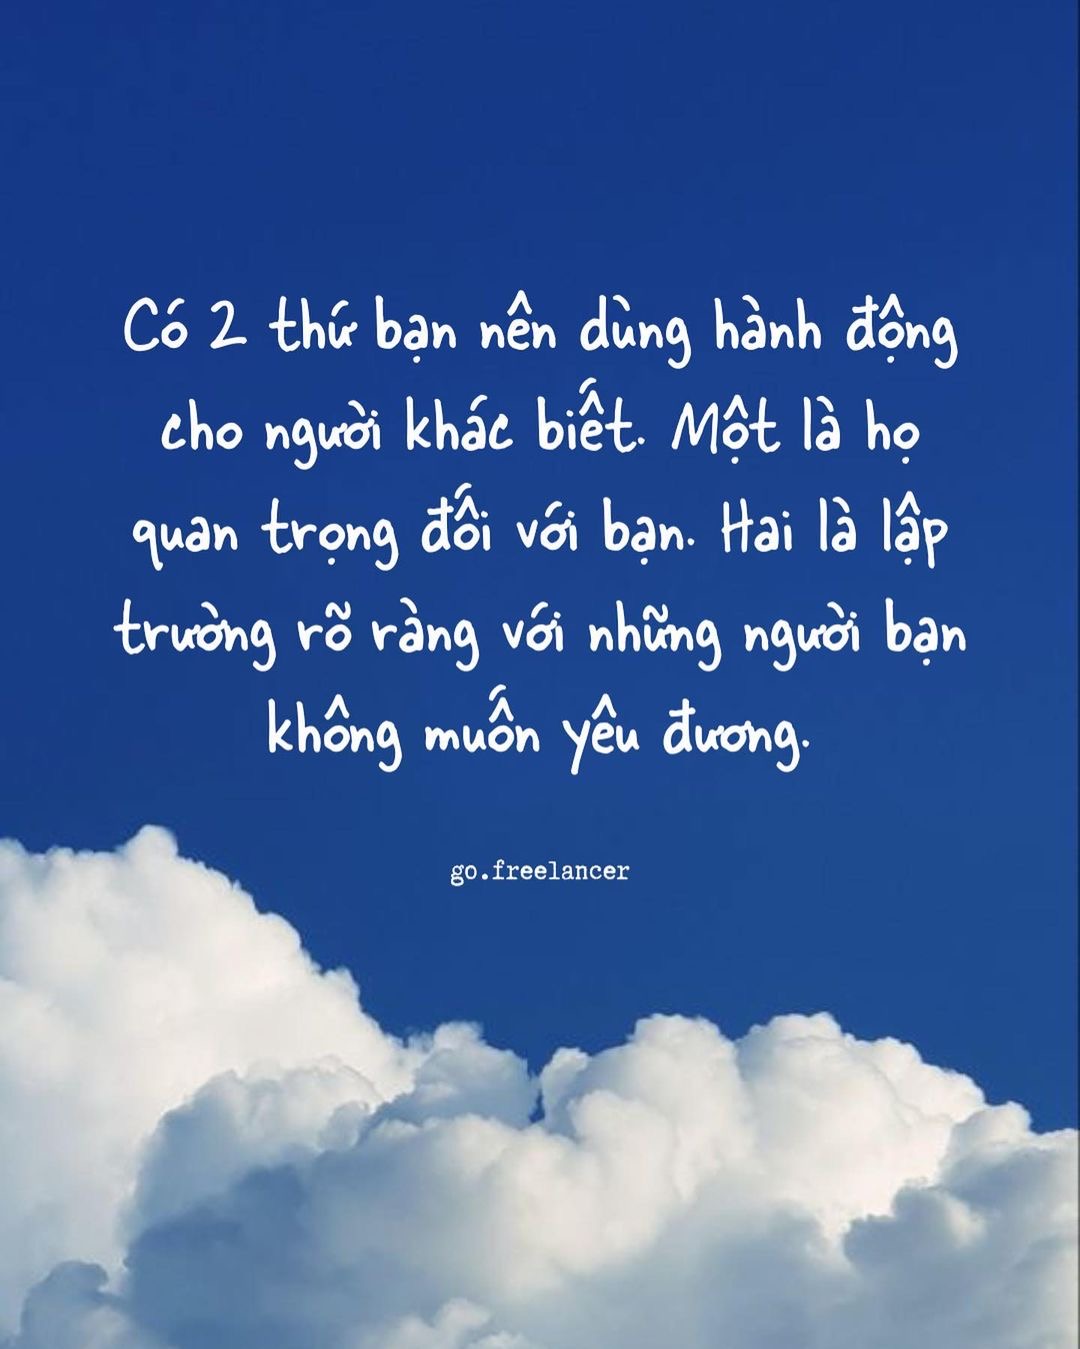 Có 2 thứ bạn nên dùng hành động
cho người khác biết. Một là họ
quan trọng đối với bạn. Hai là lập
trường rõ ràng với những người bạn
không muốn yêu đương.
go.freelancer